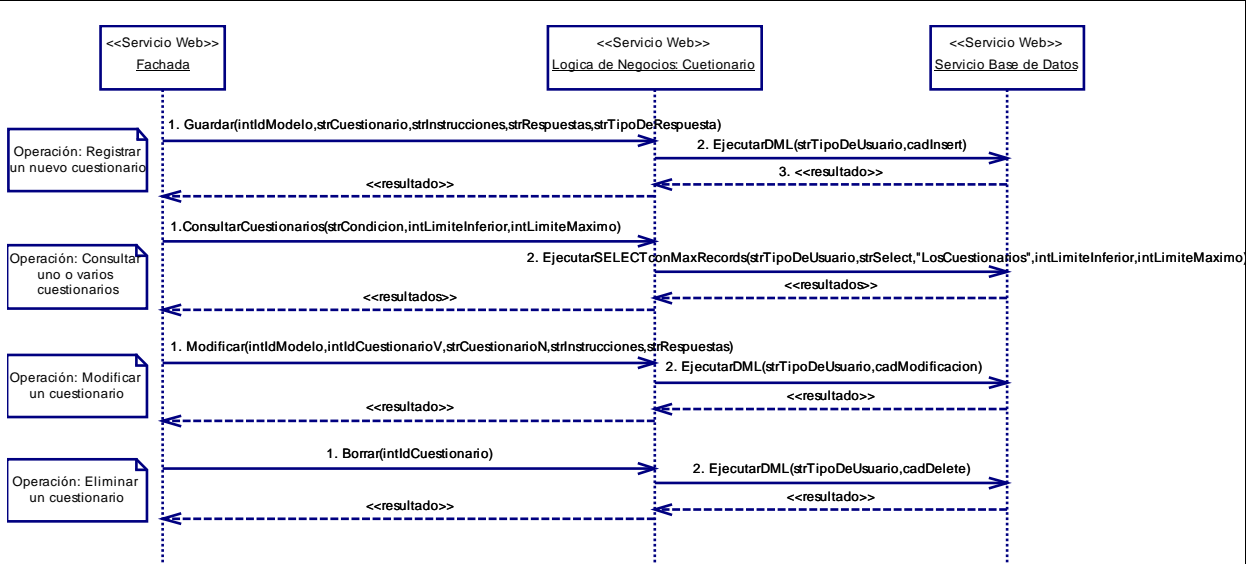 <<Servicio Web>>
Fachada
<<Servicio Web>>
Logica de Negocios: Cuetionario
<<Servicio Web>>
Servicio Base de Datos
Operación: Registrar
un nuevo cuestionario
1. Guardar(intIdModelo,strCuestionario,strInstrucciones,strRespuestas,strTipoDeRespuesta)
2. EjecutarDML(strTipoDeUsuario,cadInsert)
3. <<resultado>>
<<resultado>>
Operación: Consultar
uno o varios
cuestionarios
1.ConsultarCuestionarios(strCondicion,intLimiteInferior,intLimiteMaximo)
2. EjecutarSELECTconMaxRecords(strTipoDeUsuario,strSelect,"LosCuestionarios",intLimiteInferior,intLimiteMaximo)
<<resultados>>
<<resultados>>
Operación: Modificar
un cuestionario
1. Modificar(intIdModelo,intIdCuestionarioV,strCuestionarioN,strInstrucciones,strRespuestas)
2. EjecutarDML(strTipoDeUsuario,cadModificacion)
<<resultado>>
<<resultado>>
Operación: Eliminar
un cuestionario
1. Borrar(intIdCuestionario)
2. EjecutarDML(strTipoDeUsuario,cadDelete)
<<resultado>>
<<resultado>>